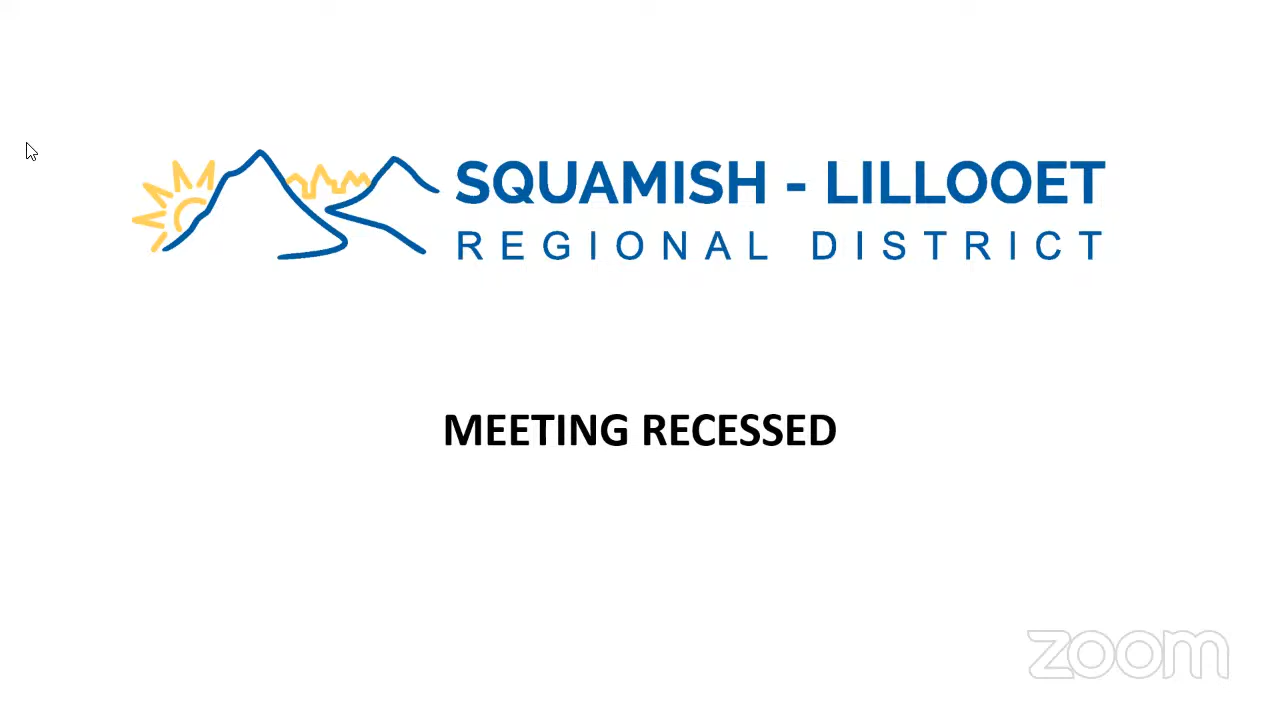 SQUAMISH - LILLOOET
REGIONAL DISTRICT
MEETING RECESSED
zoom